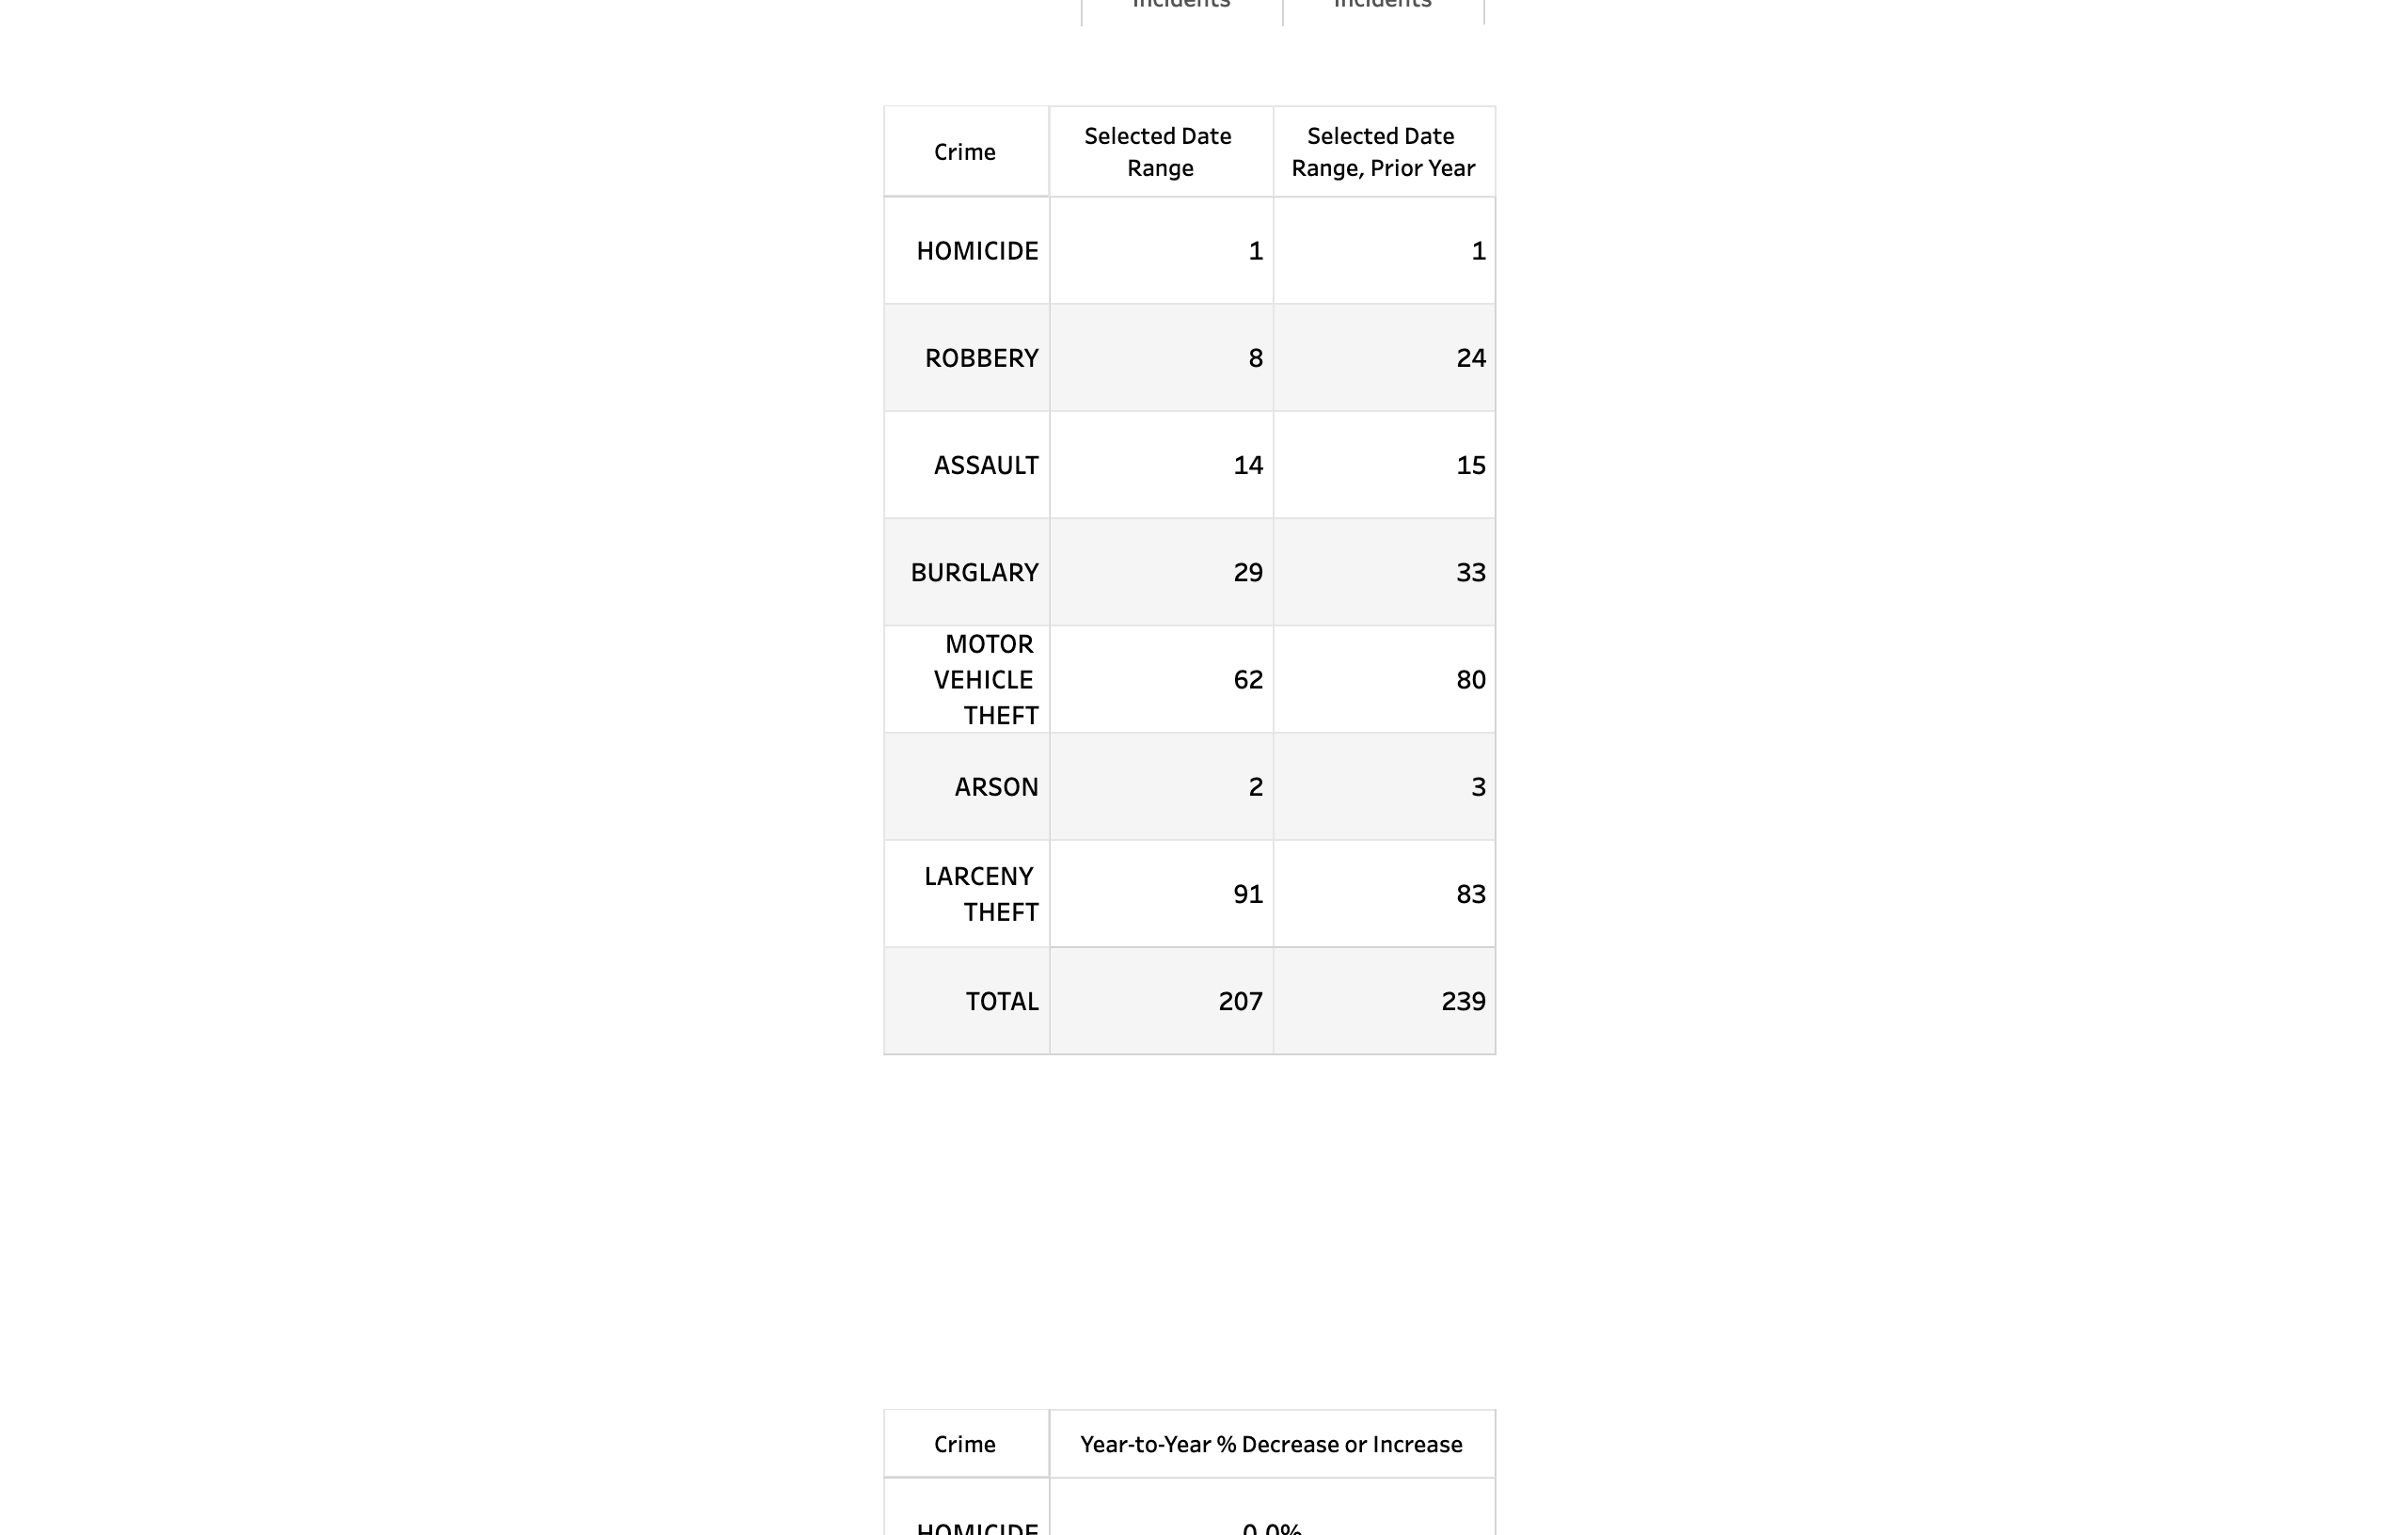 Incidents Incidents
Crime Selected Date Range Selected Date Range, Prior Year
HOMICIDE 1 1
ROBBERY 8 24
ASSAULT 14 15
BURGLARY 29 33
MOTOR VEHICLE THEFT 62 80
ARSON 2 3
LARCENY THEFT 91 83
TOTAL 207 239
Crime Year-to-Year % Decrease or Increase
HOMICIDE 0.0%